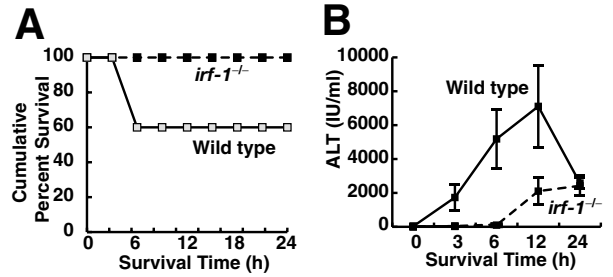 A
100
80
60
40
20
0
Cumulative
Percent Survival
irf-1⁻/⁻
Wild type
0 6 12 18 24
Survival Time (h)
B
10000
8000
6000
4000
2000
0
ALT (IU/ml)
Wild type
irf-1⁻/⁻
0 3 6 12 24
Survival Time (h)